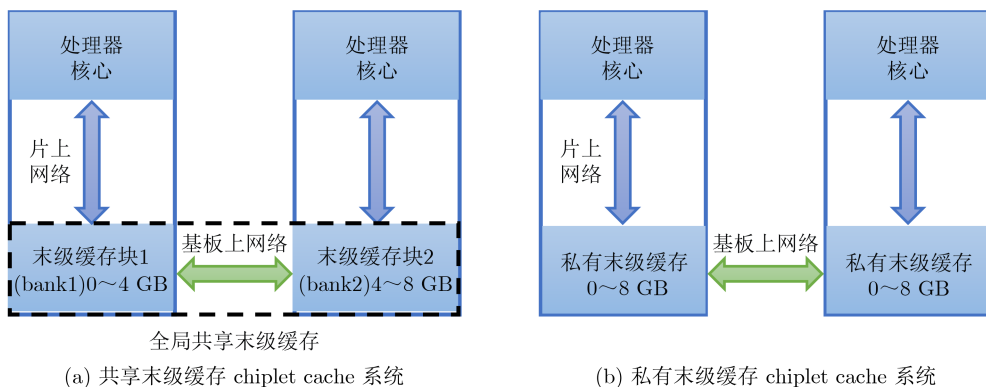 处理器
核心
处理器
核心
片上
网络
末级缓存块1
(bank1)0～4 GB
基板上网络
末级缓存块2
(bank2)4～8 GB
全局共享末级缓存
(a) 共享末级缓存 chiplet cache 系统
处理器
核心
处理器
核心
片上
网络
私有末级缓存
0～8 GB
基板上网络
私有末级缓存
0～8 GB
(b) 私有末级缓存 chiplet cache 系统